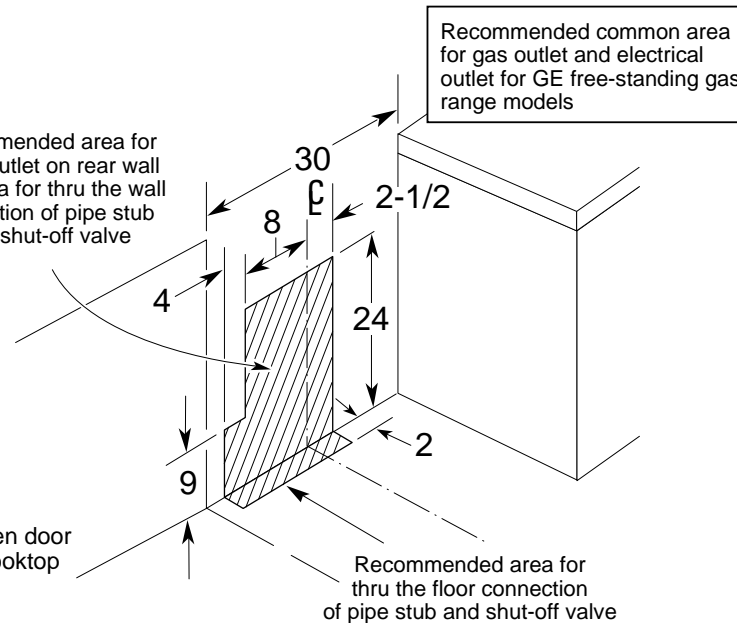 Recommended common area
for gas outlet and electrical
outlet for GE free-standing gas
range models
mended area for
utlet on rear wall
a for thru the wall
tion of pipe stub
shut-off valve
30
2-1/2
8
4
24
2
9
en door
ooktop
Recommended area for
thru the floor connection
of pipe stub and shut-off valve